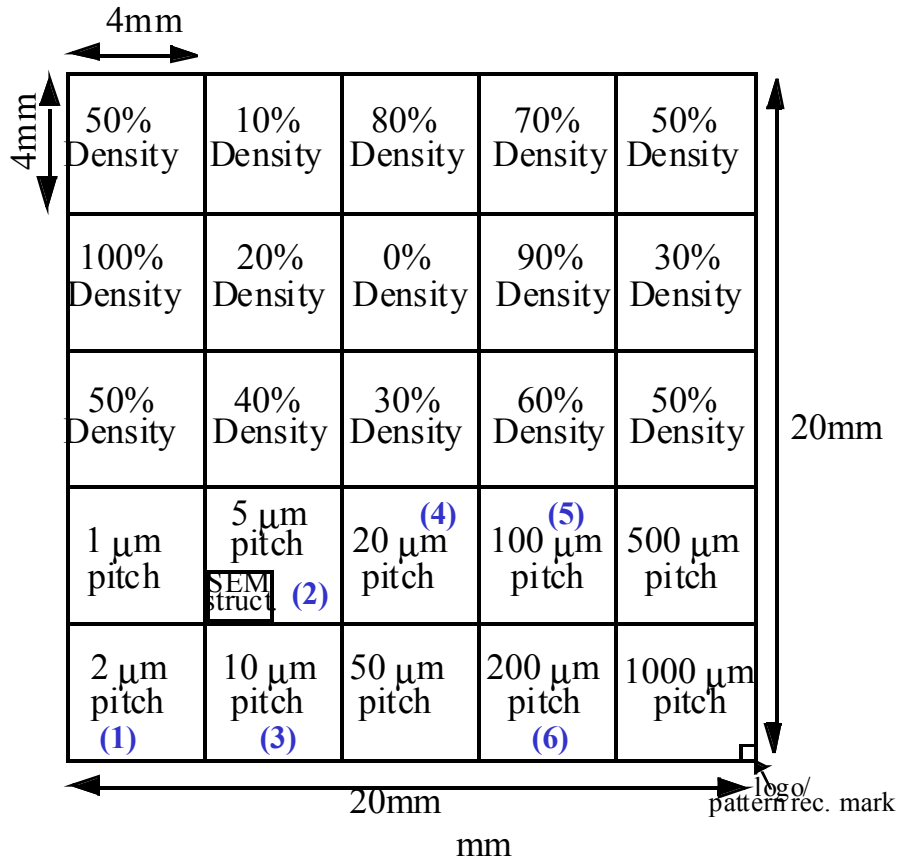 4mm
4mm
50%
Density
10%
Density
80%
Density
70%
Density
50%
Density
100%
Density
20%
Density
0%
Density
90%
Density
30%
Density
50%
Density
40%
Density
30%
Density
60%
Density
50%
Density
20mm
1 μm
pitch
5 μm
pitch
SEM
struct.
(2)
(4)
20 μm
pitch
(5)
100 μm
pitch
500 μm
pitch
2 μm
pitch
(1)
10 μm
pitch
(3)
50 μm
pitch
200 μm
pitch
(6)
1000 μm
pitch
20mm
logo/
pattern rec. mark
mm